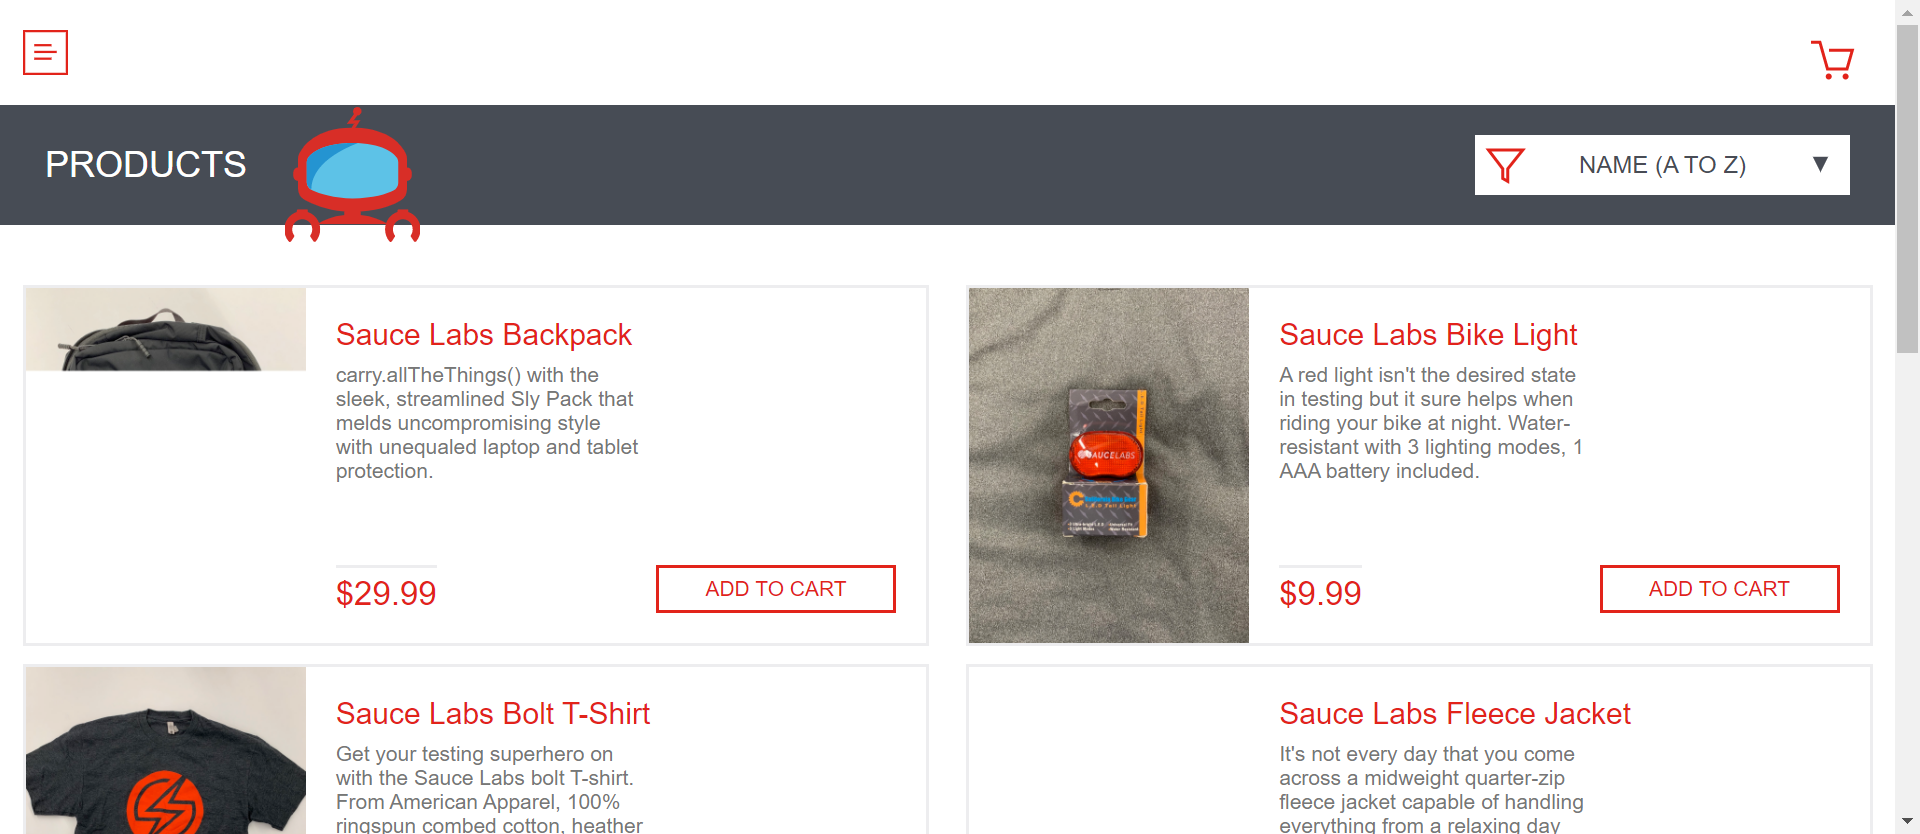 PRODUCTS
NAME (A TO Z)
Sauce Labs Backpack
carry.allTheThings() with the
sleek, streamlined Sly Pack that
melds uncompromising style
with unequaled laptop and tablet
protection.
$29.99
ADD TO CART
SAUCELABS
Sauce Labs Bike Light
A red light isn't the desired state
in testing but it sure helps when
riding your bike at night. Water-
resistant with 3 lighting modes, 1
AAA battery included.
$9.99
ADD TO CART
Sauce Labs Bolt T-Shirt
Get your testing superhero on
with the Sauce Labs bolt T-shirt.
From American Apparel, 100%
ringspun combed cotton, heather
Sauce Labs Fleece Jacket
It's not every day that you come
across a midweight quarter-zip
fleece jacket capable of handling
everything from a relaxing day